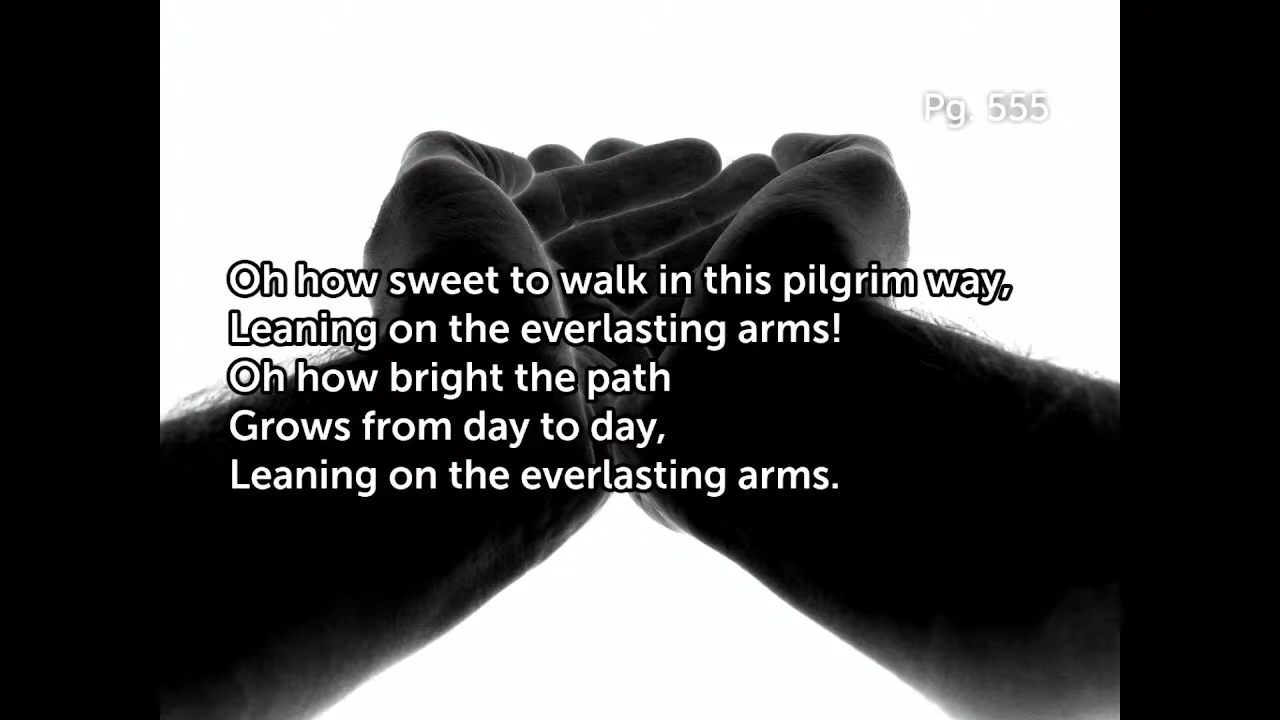 Pg. 555
Oh how sweet to walk in this pilgrim way,
Leaning on the everlasting arms!
Oh how bright the path
Grows from day to day,
Leaning on the everlasting arms.